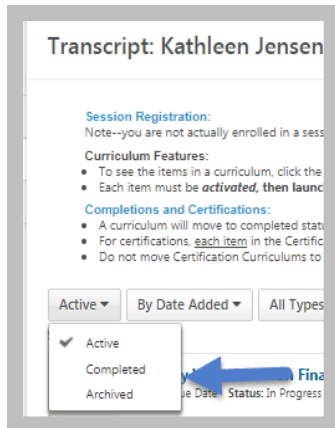 Transcript: Kathleen Jensen
Session Registration:
Note--you are not actually enrolled in a sess
Curriculum Features:
• To see the items in a curriculum, click the
• Each item must be activated, then launc
Completions and Certifications:
• A curriculum will move to completed statu
• For certifications, each item in the Certific
• Do not move Certification Curriculums to
Active ▾ By Date Added ▾ All Types
✔ Active
Completed
Archived
Fina
Date Status: In Progress